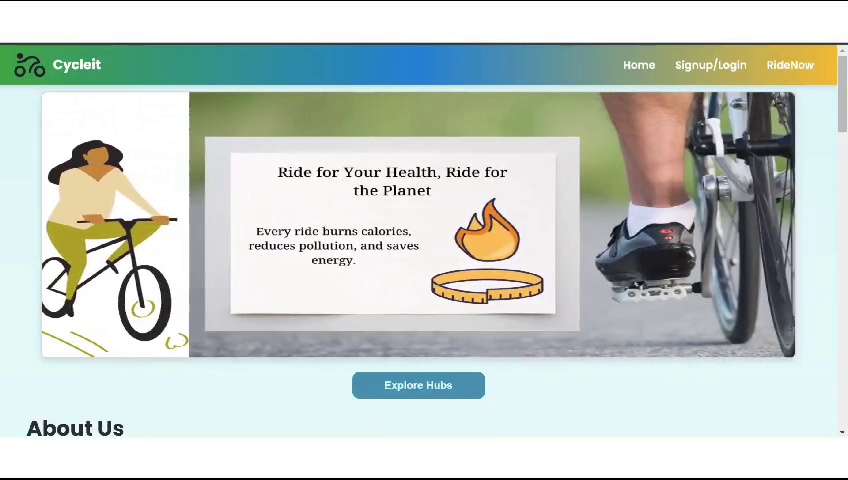 Cycleit
Home
Signup/Login
RideNow
Ride for Your Health, Ride for
the Planet
Every ride burns calories,
reduces pollution, and saves
energy.
Explore Hubs
About Us